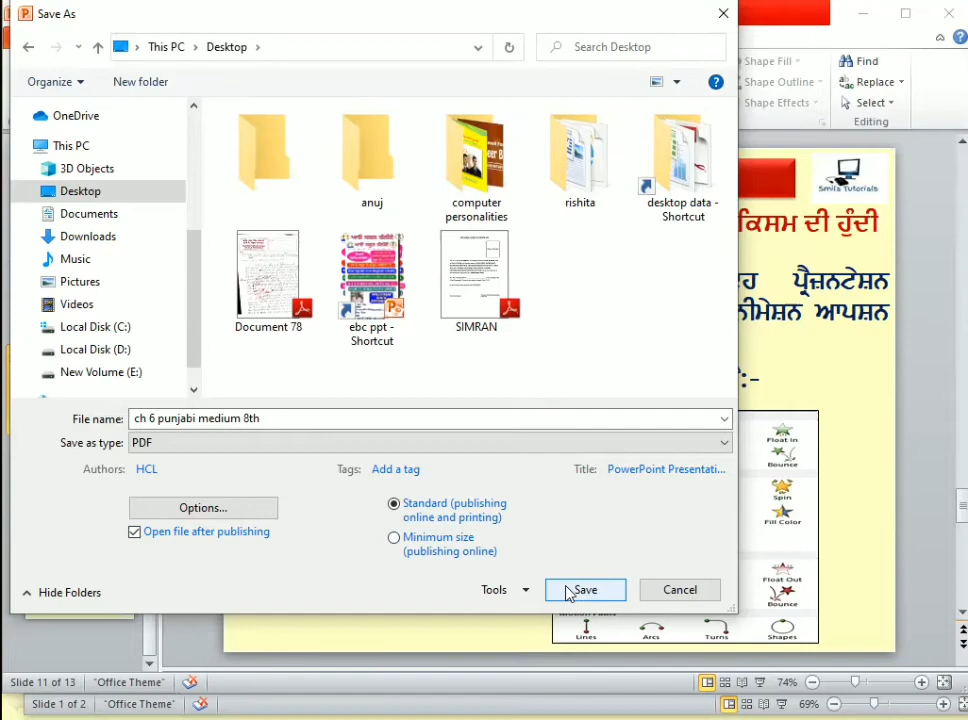 Save As
This PC
Desktop
Search Desktop
Organize
New folder
OneDrive
This PC
3D Objects
Desktop
Documents
Downloads
Music
Pictures
Videos
Local Disk (C:)
Local Disk (D:)
New Volume (E:)
anuj
computer
personalities
rishita
desktop data -
Shortcut
Document 78
ebc ppt -
Shortcut
SIMRAN
File name: ch 6 punjabi medium 8th
Save as type: PDF
Authors: HCL
Tags: Add a tag
Title: PowerPoint Presentati...
Options...
Open file after publishing
Standard (publishing
online and printing)
Minimum size
(publishing online)
Hide Folders
Tools
Save
Cancel
Shape Fill
Shape Outline
Shape Effects
Find
Replace
Select
Editing
Smita Tutorials
ਕਿਸਮ ਦੀ ਹੁੰਦੀ
ਪ੍ਰੈਜ਼ਨਟੇਸ਼ਨ
ਨੀਮੇਸ਼ਨ ਆਪਸ਼ਨ
:-
Float In
Bounce
Spin
Fill Color
Float Out
Bounce
Lines
Arcs
Turns
Shapes
Slide 11 of 13
"Office Theme"
74%
Slide 1 of 2
"Office Theme"
69%